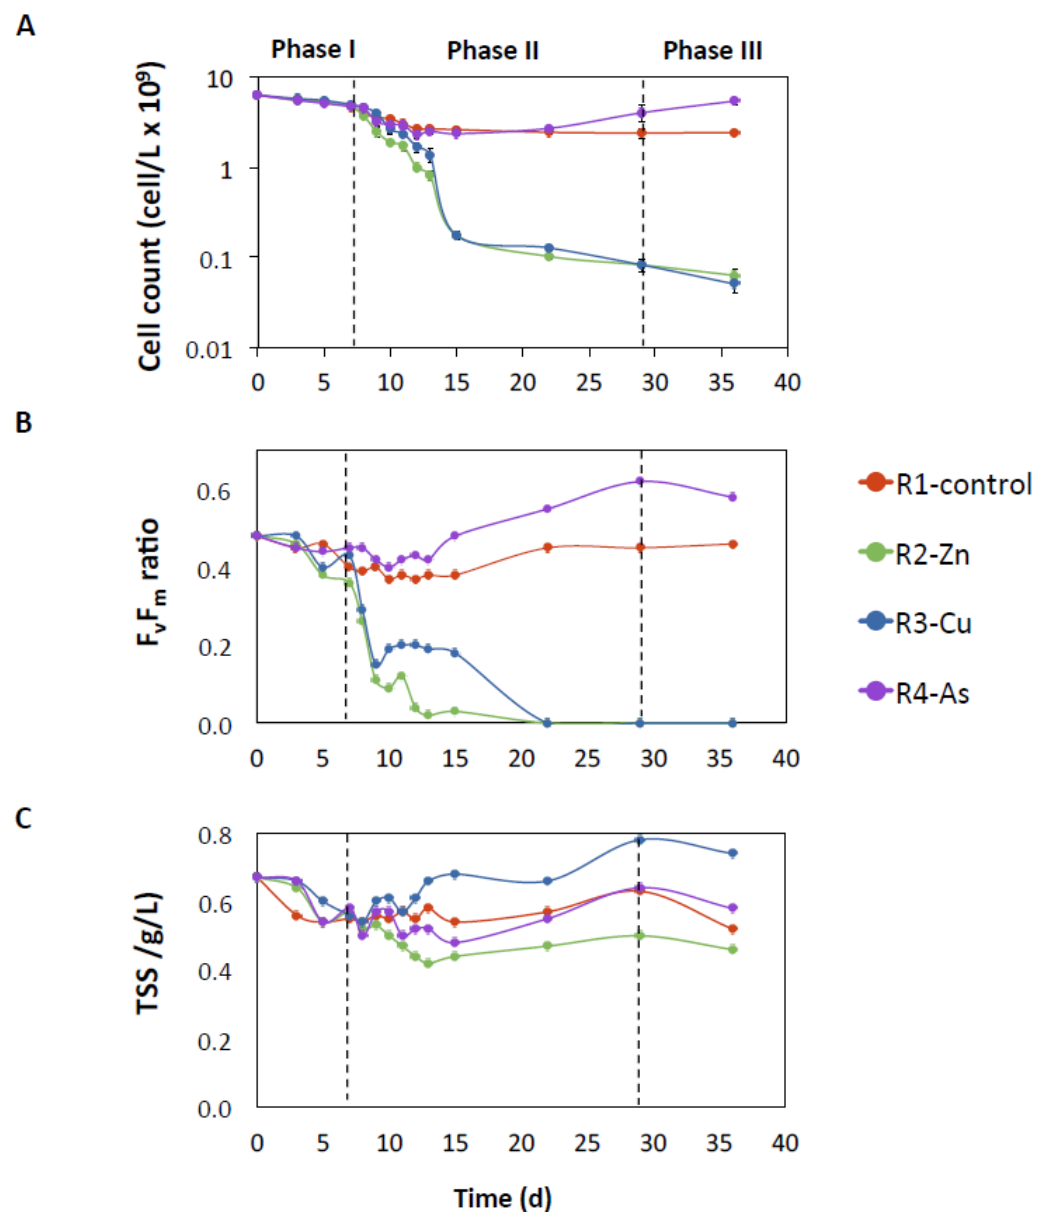 A
Phase I Phase II Phase III
Cell count (cell/L x 10⁹)
10
1
0.1
0.01
0 5 10 15 20 25 30 35 40
B
FᵥFₘ ratio
0.6
0.4
0.2
0.0
0 5 10 15 20 25 30 35 40
R1-control
R2-Zn
R3-Cu
R4-As
C
TSS /g/L)
0.8
0.6
0.4
0.2
0.0
0 5 10 15 20 25 30 35 40
Time (d)